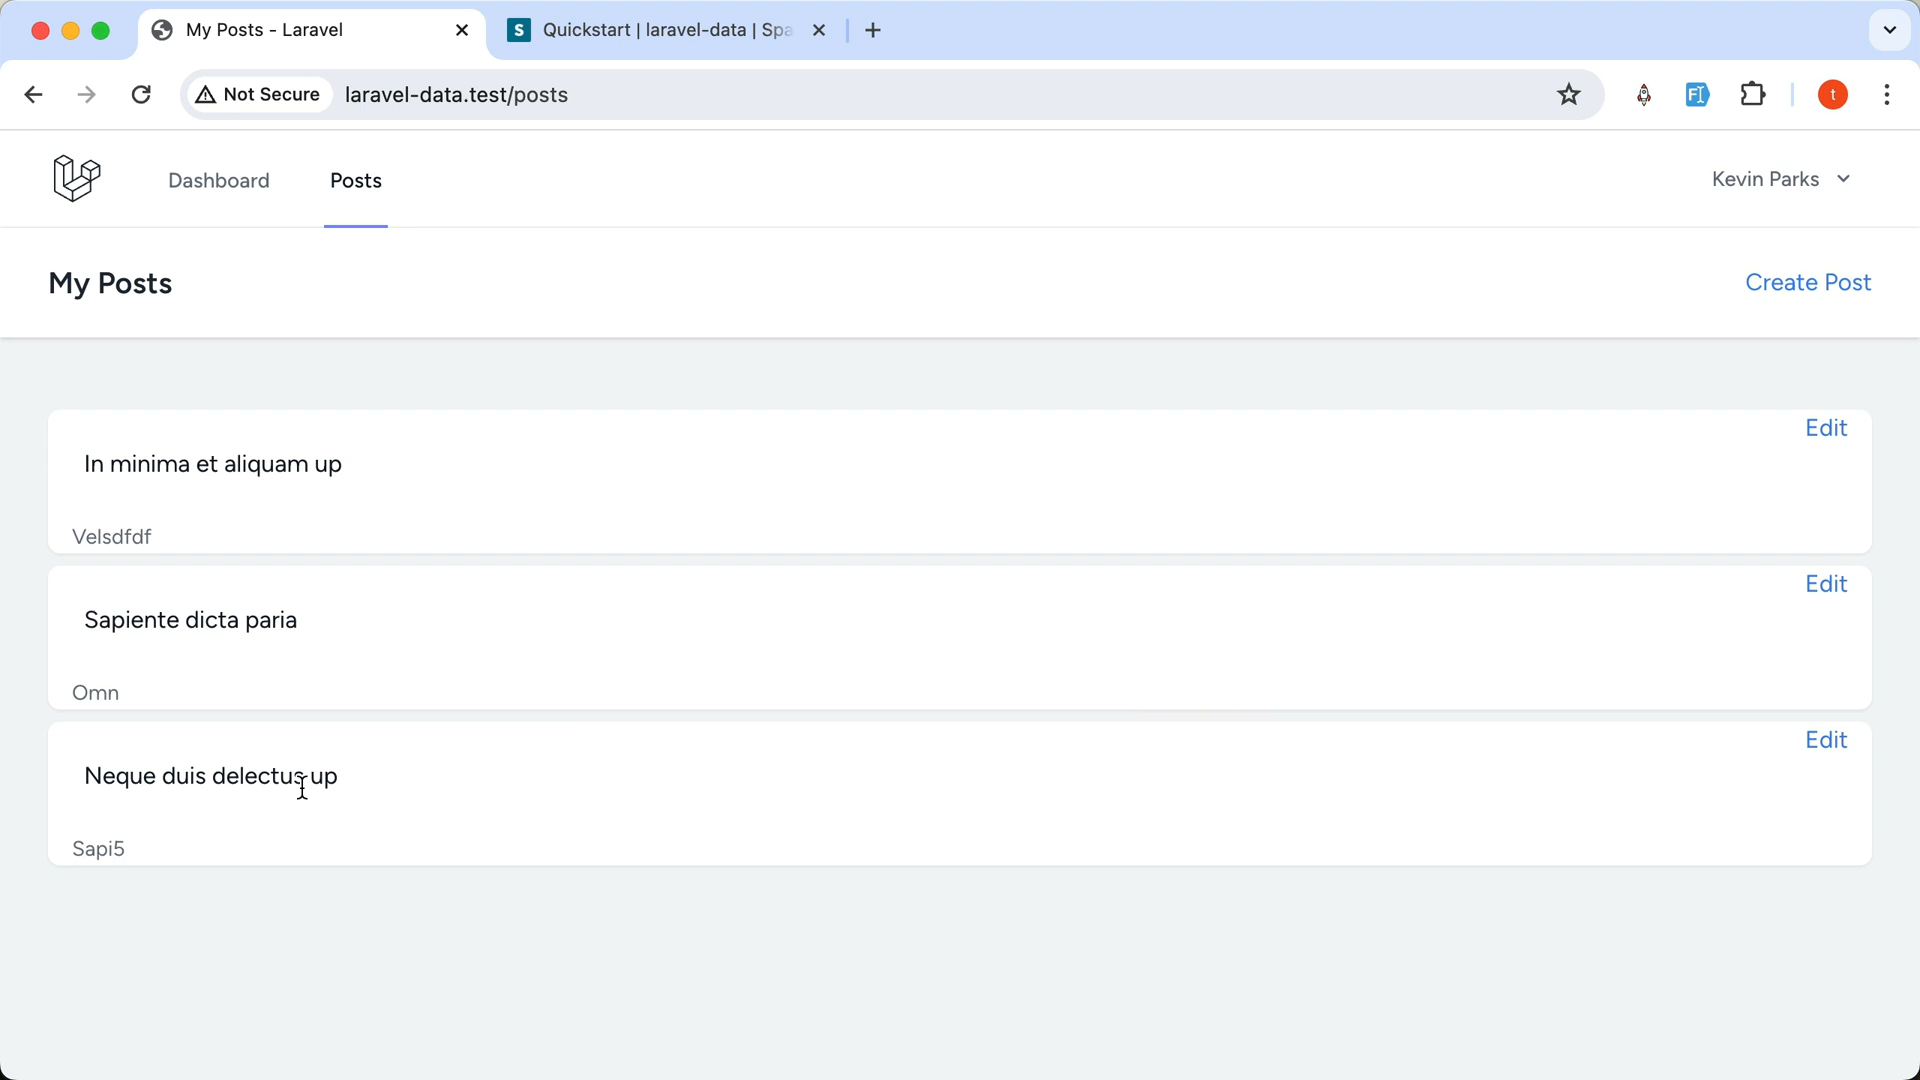 My Posts - Laravel
S Quickstart | laravel-data | Spa
Not Secure laravel-data.test/posts
t
Dashboard Posts Kevin Parks
My Posts Create Post
Edit
In minima et aliquam up
Velsdfdf
Edit
Sapiente dicta paria
Omn
Edit
Neque duis delectus up
Sapi5